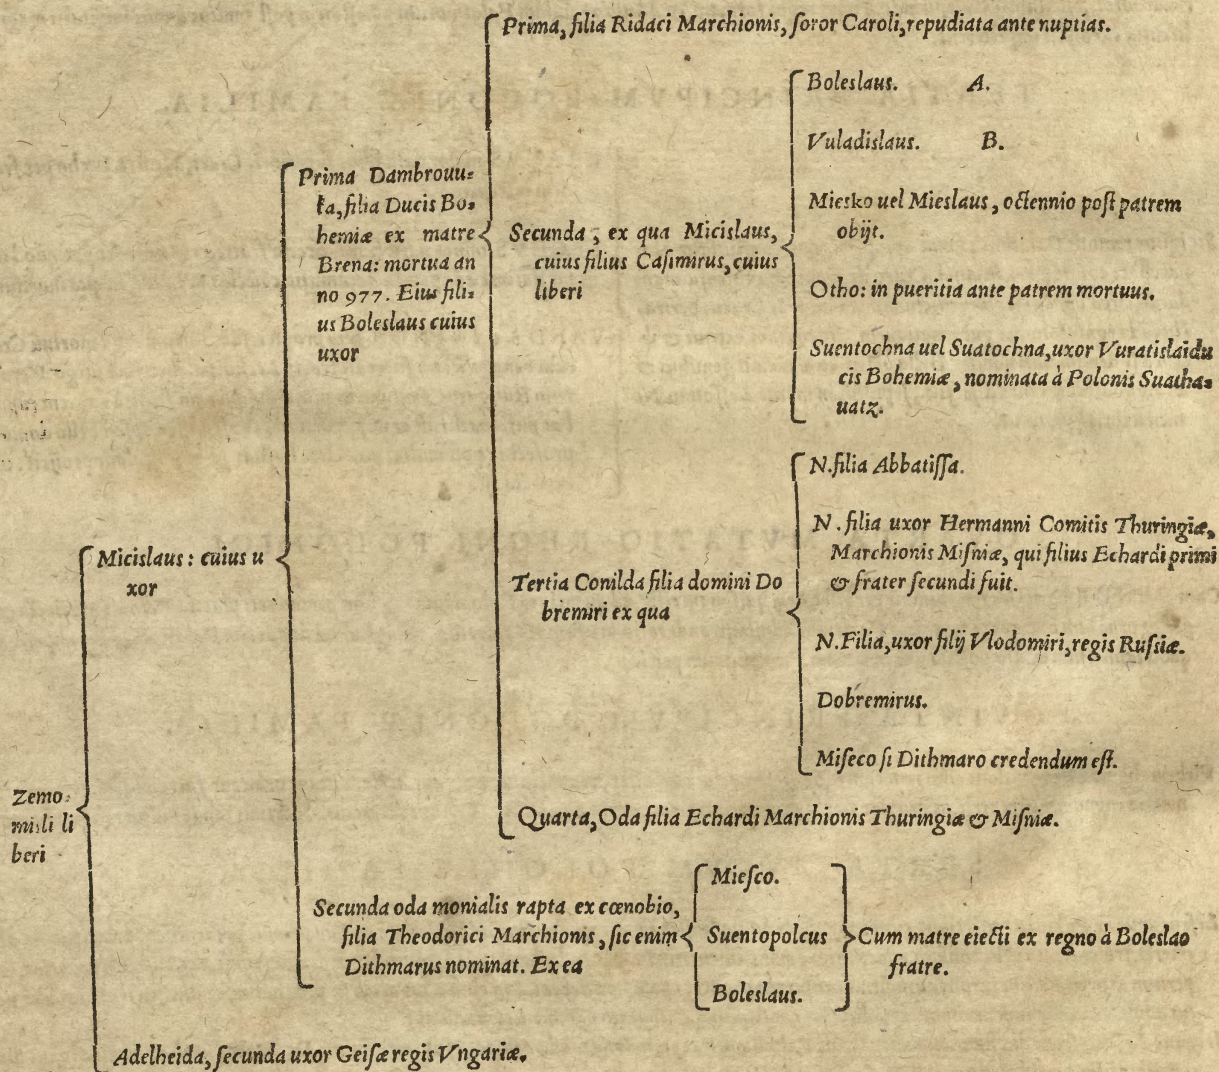 Prima, filia Ridaci Marchionis, soror Caroli, repudiata ante nuptias.
Boleslaus. A.
Vuladislaus. B.
Prima Dambrouu-
ka, filia Ducis Bo-
hemiæ ex matre
Brena: mortua an
no 977. Eius fili-
us Boleslaus cuius
uxor
Miesko uel Mieslaus, octennio post patrem
obijt.
Secunda, ex qua Micislaus,
cuius filius Casimirus, cuius
liberi
Otho: in pueritia ante patrem mortuus.
Suentochna uel Suatochna, uxor Vuratislai du
cis Bohemiæ, nominata à Polonis Suatha-
uatz.
N. filia Abbatissa.
N. filia uxor Hermanni Comitis Thuringiæ,
Marchionis Misniæ, qui filius Echardi primi
& frater secundi fuit.
Micislaus: cuius u
xor
Tertia Conilda filia domini Do
bremiri ex qua
N. Filia, uxor filij Vlodomiri, regis Russiæ.
Dobremirus.
Miseco si Dithmaro credendum est.
Zemo-
misli li
beri
Quarta, Oda filia Echardi Marchionis Thuringiæ & Misniæ.
Secunda oda monialis rapta ex cœnobio,
filia Theodorici Marchionis, sic enim
Dithmarus nominat. Ex ea
Miesco.
Suentopolcus
Boleslaus.
Cum matre eiecti ex regno à Boleslao
fratre.
Adelheida, secunda uxor Geisæ regis Vngariæ.